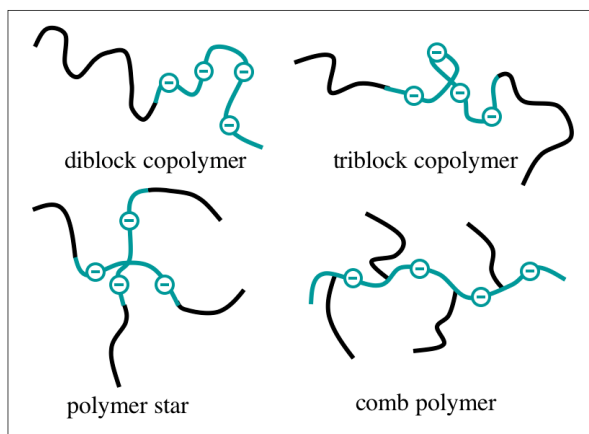 diblock copolymer
triblock copolymer
polymer star
comb polymer